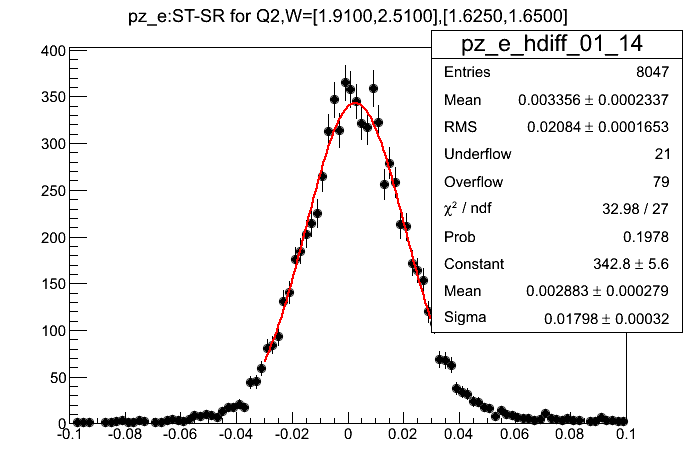 pz_e:ST-SR for Q2,W=[1.9100,2.5100],[1.6250,1.6500]
pz_e_hdiff_01_14
Entries 8047
Mean 0.003356 ± 0.0002337
RMS 0.02084 ± 0.0001653
Underflow 21
Overflow 79
χ² / ndf 32.98 / 27
Prob 0.1978
Constant 342.8 ± 5.6
Mean 0.002883 ± 0.000279
Sigma 0.01798 ± 0.00032
400
350
300
250
200
150
100
50
0
-0.1 -0.08 -0.06 -0.04 -0.02 0 0.02 0.04 0.06 0.08 0.1